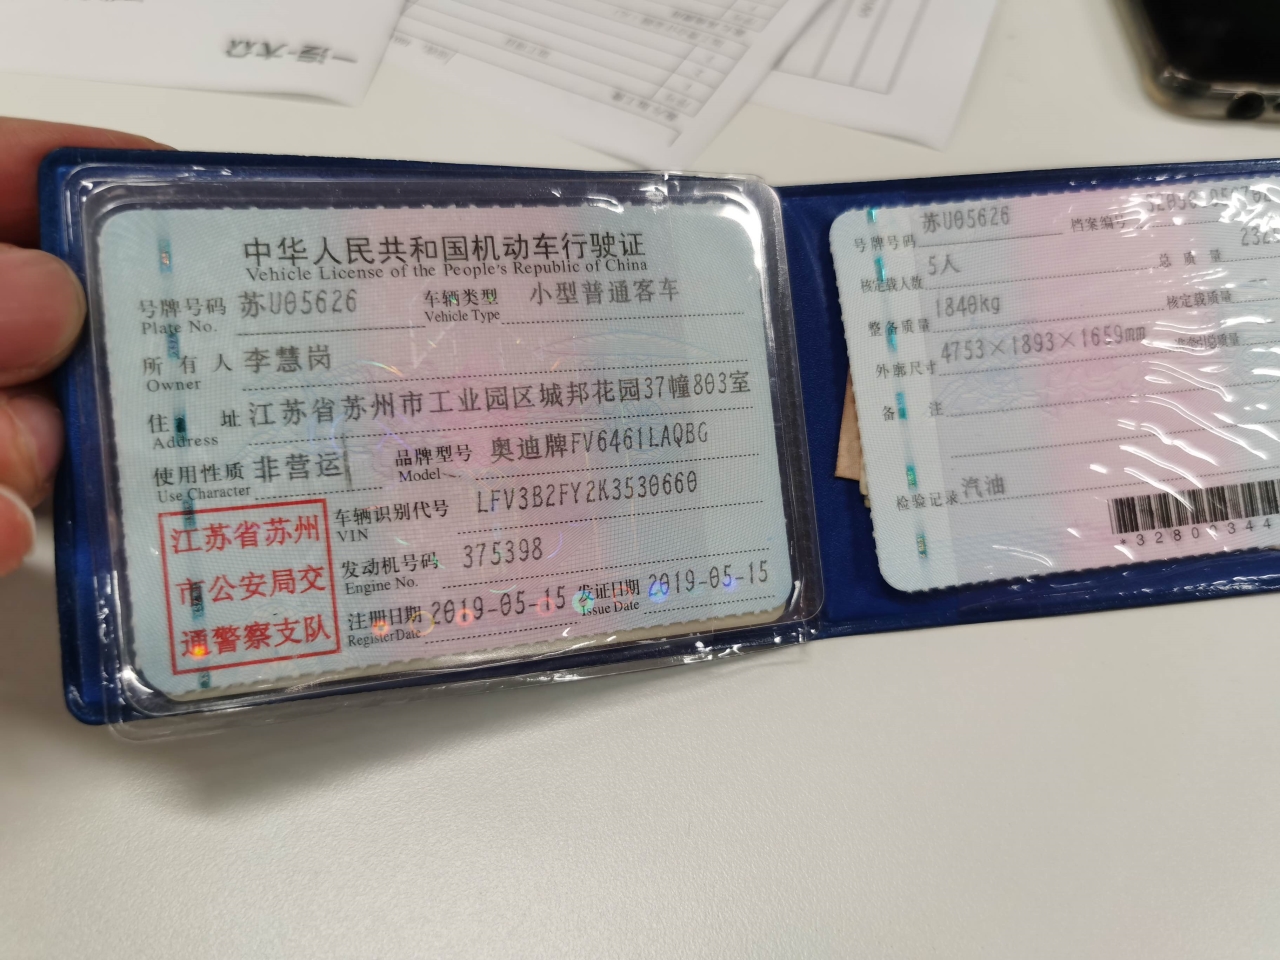 一汽-大众
中华人民共和国机动车行驶证
Vehicle License of the People's Republic of China
号牌号码 苏U05626 车辆类型 小型普通客车
Plate No. Vehicle Type
所有人 李慧岗
Owner
住址 江苏省苏州市工业园区城邦花园37幢803室
Address
使用性质 非营运 品牌型号 奥迪牌FV6461LAQBG
Use Character Model
车辆识别代号 LFV3B2FY2K3530660
VIN
发动机号码 375398
Engine No.
注册日期 2019-05-15 发证日期 2019-05-15
Register Date Issue Date
江苏省苏州
市公安局交
通警察支队
号牌号码 苏U05626 档案编号
核定载人数 5人 总质量
整备质量 1840kg 核定载质量
外廓尺寸 4753×1893×1659mm
备注
检验记录 汽油